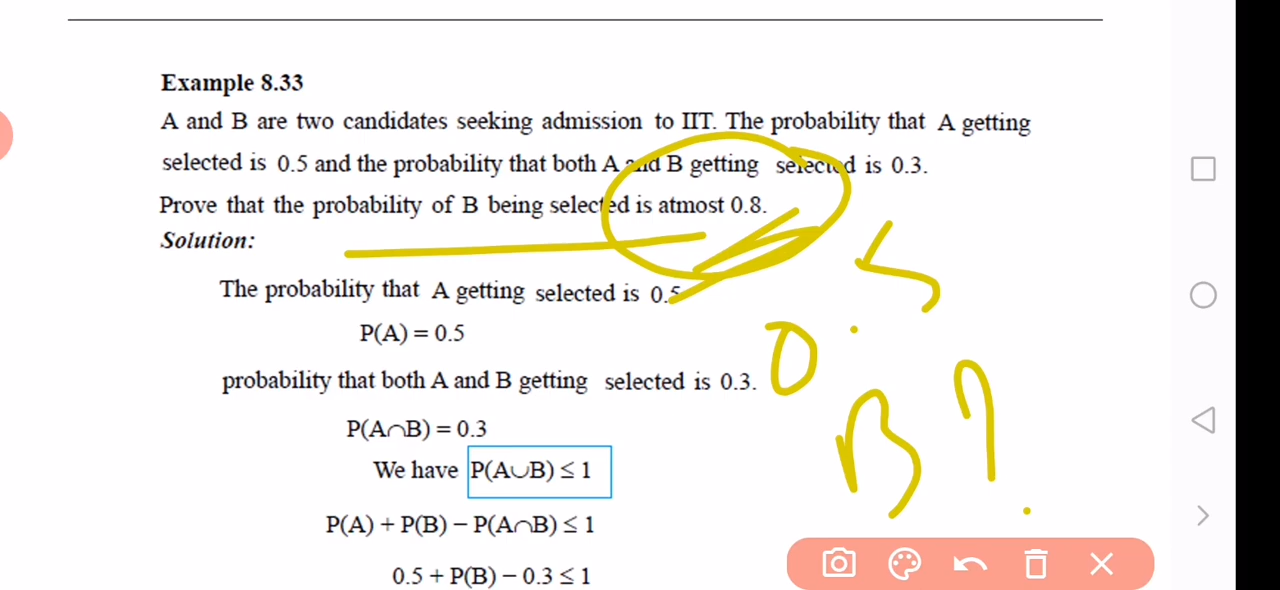 Example 8.33
A and B are two candidates seeking admission to IIT. The probability that A getting
selected is 0.5 and the probability that both A and B getting selected is 0.3.
Prove that the probability of B being selected is atmost 0.8.
Solution:
The probability that A getting selected is 0.5
P(A) = 0.5
0.5
probability that both A and B getting selected is 0.3.
P(A∩B) = 0.3
B ?
We have P(A∪B) ≤ 1
P(A) + P(B) – P(A∩B) ≤ 1
0.5 + P(B) – 0.3 ≤ 1